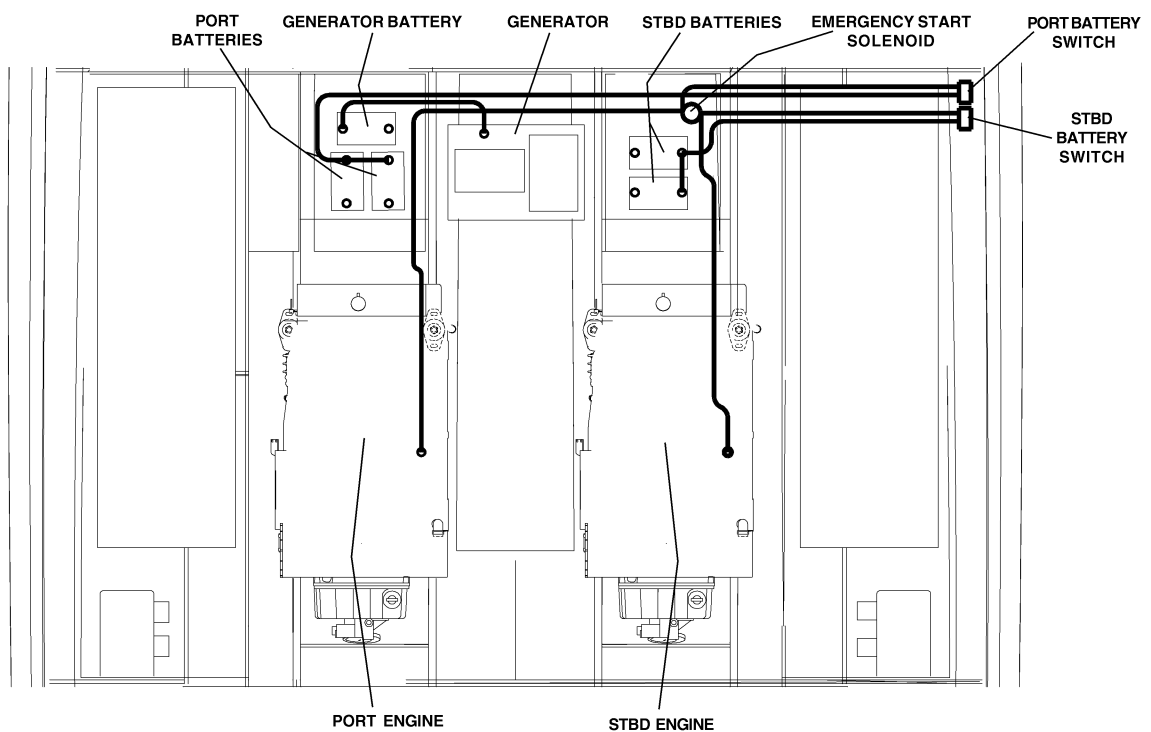 PORT
BATTERIES
GENERATOR BATTERY
GENERATOR
STBD BATTERIES
EMERGENCY START
SOLENOID
PORT BATTERY
SWITCH
STBD
BATTERY
SWITCH
PORT ENGINE
STBD ENGINE